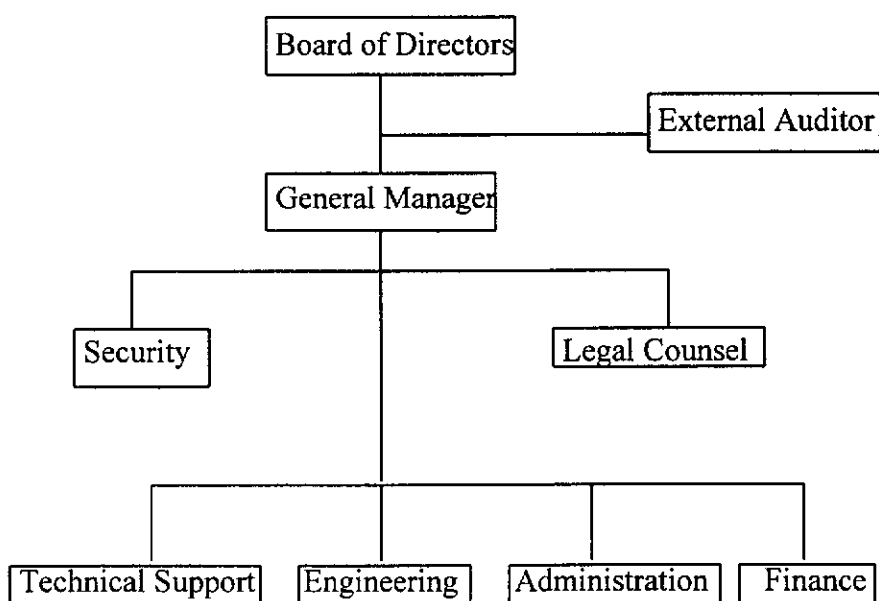 Board of Directors
External Auditor
General Manager
Security
Legal Counsel
Technical Support
Engineering
Administration
Finance